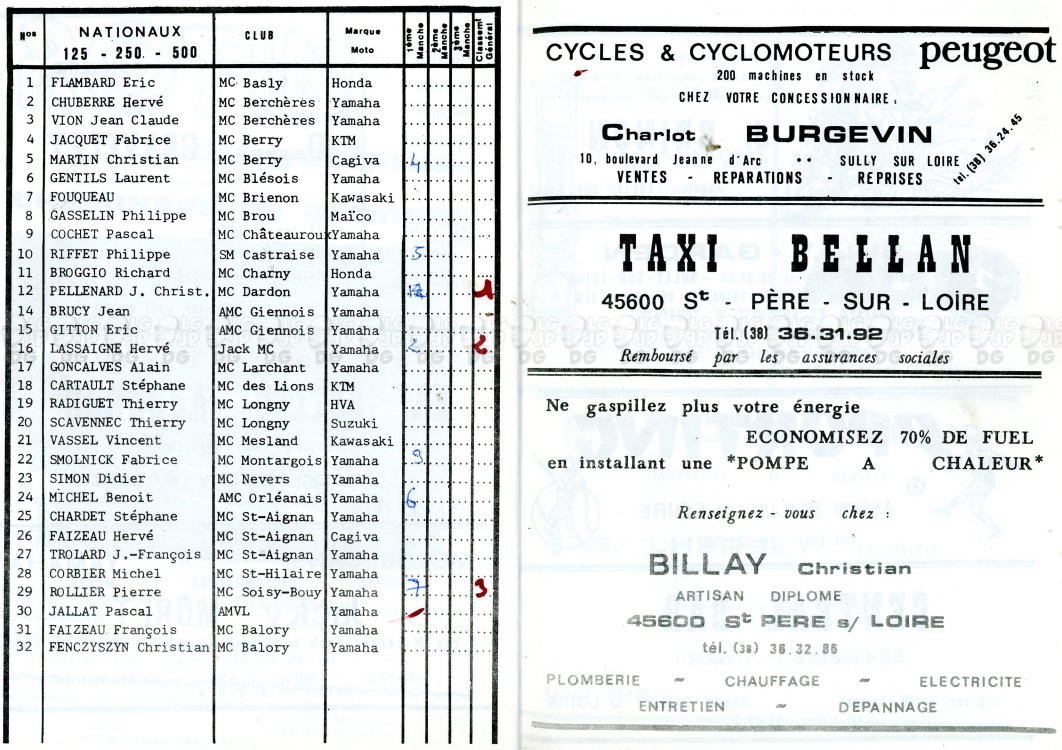 Nos NATIONAUX 125 - 250. - 500 CLUB Marque Moto 1ème Manche 2ème Manche 3ème Manche Classemt Général
1 FLAMBARD Eric MC Basly Honda
2 CHUBERRE Hervé MC Berchères Yamaha
3 VION Jean Claude MC Berchères Yamaha
4 JACQUET Fabrice MC Berry KTM
5 MARTIN Christian MC Berry Cagiva 4
6 GENTILS Laurent MC Blésois Yamaha
7 FOUQUEAU MC Brienon Kawasaki
8 GASSELIN Philippe MC Brou Maïco
9 COCHET Pascal MC Châteauroux Yamaha
10 RIFFET Philippe SM Castraise Yamaha 5
11 BROGGIO Richard MC Charny Honda
12 PELLENARD J. Christ. MC Dardon Yamaha 1
14 BRUCY Jean AMC Giennois Yamaha
15 GITTON Eric AMC Giennois Yamaha
16 LASSAIGNE Hervé Jack MC Yamaha 2 2
17 GONCALVES Alain MC Larchant Yamaha
18 CARTAULT Stéphane MC des Lions KTM
19 RADIGUET Thierry MC Longny HVA
20 SCAVENNEC Thierry MC Longny Suzuki
21 VASSEL Vincent MC Mesland Kawasaki
22 SMOLNICK Fabrice MC Montargois Yamaha 9
23 SIMON Didier MC Nevers Yamaha
24 MICHEL Benoit AMC Orléanais Yamaha 6
25 CHARDET Stéphane MC St-Aignan Yamaha
26 FAIZEAU Hervé MC St-Aignan Cagiva
27 TROLARD J.-François MC St-Aignan Yamaha
28 CORBIER Michel MC St-Hilaire Yamaha
29 ROLLIER Pierre MC Soisy-Bouy Yamaha 7 3
30 JALLAT Pascal AMVL Yamaha
31 FAIZEAU François MC Balory Yamaha
32 FENCZYSZYN Christian MC Balory Yamaha
CYCLES & CYCLOMOTEURS peugeot
200 machines en stock
CHEZ VOTRE CONCESSIONNAIRE.
Charlot BURGEVIN
10, boulevard Jeanne d'Arc •• SULLY SUR LOIRE
tél. (38) 36.24.45
VENTES - REPARATIONS - REPRISES
TAXI BELLAN
45600 St - PÈRE - SUR - LOIRE
Tél. (38) 36.31.92
Remboursé par les assurances sociales
Ne gaspillez plus votre énergie
ECONOMISEZ 70% DE FUEL
en installant une *POMPE A CHALEUR*
Renseignez-vous chez :
BILLAY Christian
ARTISAN DIPLOME
45600 St PERE s/ LOIRE
tél. (38) 36.32.86
PLOMBERIE ~ CHAUFFAGE ~ ELECTRICITE
ENTRETIEN ~ DEPANNAGE